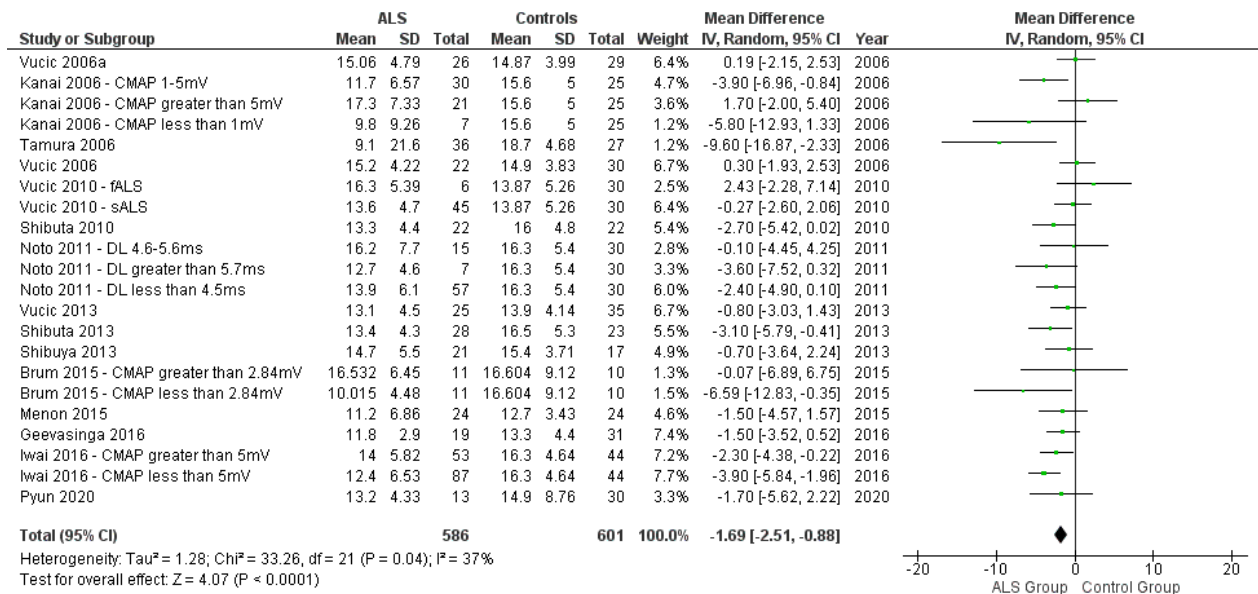 ALS Controls Mean Difference Mean Difference
Study or Subgroup Mean SD Total Mean SD Total Weight IV, Random, 95% CI Year IV, Random, 95% CI
Vucic 2006a 15.06 4.79 26 14.87 3.99 29 6.4% 0.19 [-2.15, 2.53] 2006
Kanai 2006 - CMAP 1-5mV 11.7 6.57 30 15.6 5 25 4.7% -3.90 [-6.96, -0.84] 2006
Kanai 2006 - CMAP greater than 5mV 17.3 7.33 21 15.6 5 25 3.6% 1.70 [-2.00, 5.40] 2006
Kanai 2006 - CMAP less than 1mV 9.8 9.26 7 15.6 5 25 1.2% -5.80 [-12.93, 1.33] 2006
Tamura 2006 9.1 21.6 36 18.7 4.68 27 1.2% -9.60 [-16.87, -2.33] 2006
Vucic 2006 15.2 4.22 22 14.9 3.83 30 6.7% 0.30 [-1.93, 2.53] 2006
Vucic 2010 - fALS 16.3 5.39 6 13.87 5.26 30 2.5% 2.43 [-2.28, 7.14] 2010
Vucic 2010 - sALS 13.6 4.7 45 13.87 5.26 30 6.4% -0.27 [-2.60, 2.06] 2010
Shibuta 2010 13.3 4.4 22 16 4.8 22 5.4% -2.70 [-5.42, 0.02] 2010
Noto 2011 - DL 4.6-5.6ms 16.2 7.7 15 16.3 5.4 30 2.8% -0.10 [-4.45, 4.25] 2011
Noto 2011 - DL greater than 5.7ms 12.7 4.6 7 16.3 5.4 30 3.3% -3.60 [-7.52, 0.32] 2011
Noto 2011 - DL less than 4.5ms 13.9 6.1 57 16.3 5.4 30 6.0% -2.40 [-4.90, 0.10] 2011
Vucic 2013 13.1 4.5 25 13.9 4.14 35 6.7% -0.80 [-3.03, 1.43] 2013
Shibuta 2013 13.4 4.3 28 16.5 5.3 23 5.5% -3.10 [-5.79, -0.41] 2013
Shibuya 2013 14.7 5.5 21 15.4 3.71 17 4.9% -0.70 [-3.64, 2.24] 2013
Brum 2015 - CMAP greater than 2.84mV 16.532 6.45 11 16.604 9.12 10 1.3% -0.07 [-6.89, 6.75] 2015
Brum 2015 - CMAP less than 2.84mV 10.015 4.48 11 16.604 9.12 10 1.5% -6.59 [-12.83, -0.35] 2015
Menon 2015 11.2 6.86 24 12.7 3.43 24 4.6% -1.50 [-4.57, 1.57] 2015
Geevasinga 2016 11.8 2.9 19 13.3 4.4 31 7.4% -1.50 [-3.52, 0.52] 2016
Iwai 2016 - CMAP greater than 5mV 14 5.82 53 16.3 4.64 44 7.2% -2.30 [-4.38, -0.22] 2016
Iwai 2016 - CMAP less than 5mV 12.4 6.53 87 16.3 4.64 44 7.7% -3.90 [-5.84, -1.96] 2016
Pyun 2020 13.2 4.33 13 14.9 8.76 30 3.3% -1.70 [-5.62, 2.22] 2020
Total (95% CI) 586 601 100.0% -1.69 [-2.51, -0.88]
Heterogeneity: Tau² = 1.28; Chi² = 33.26, df = 21 (P = 0.04); I² = 37%
Test for overall effect: Z = 4.07 (P < 0.0001)
-20 -10 0 10 20
ALS Group Control Group